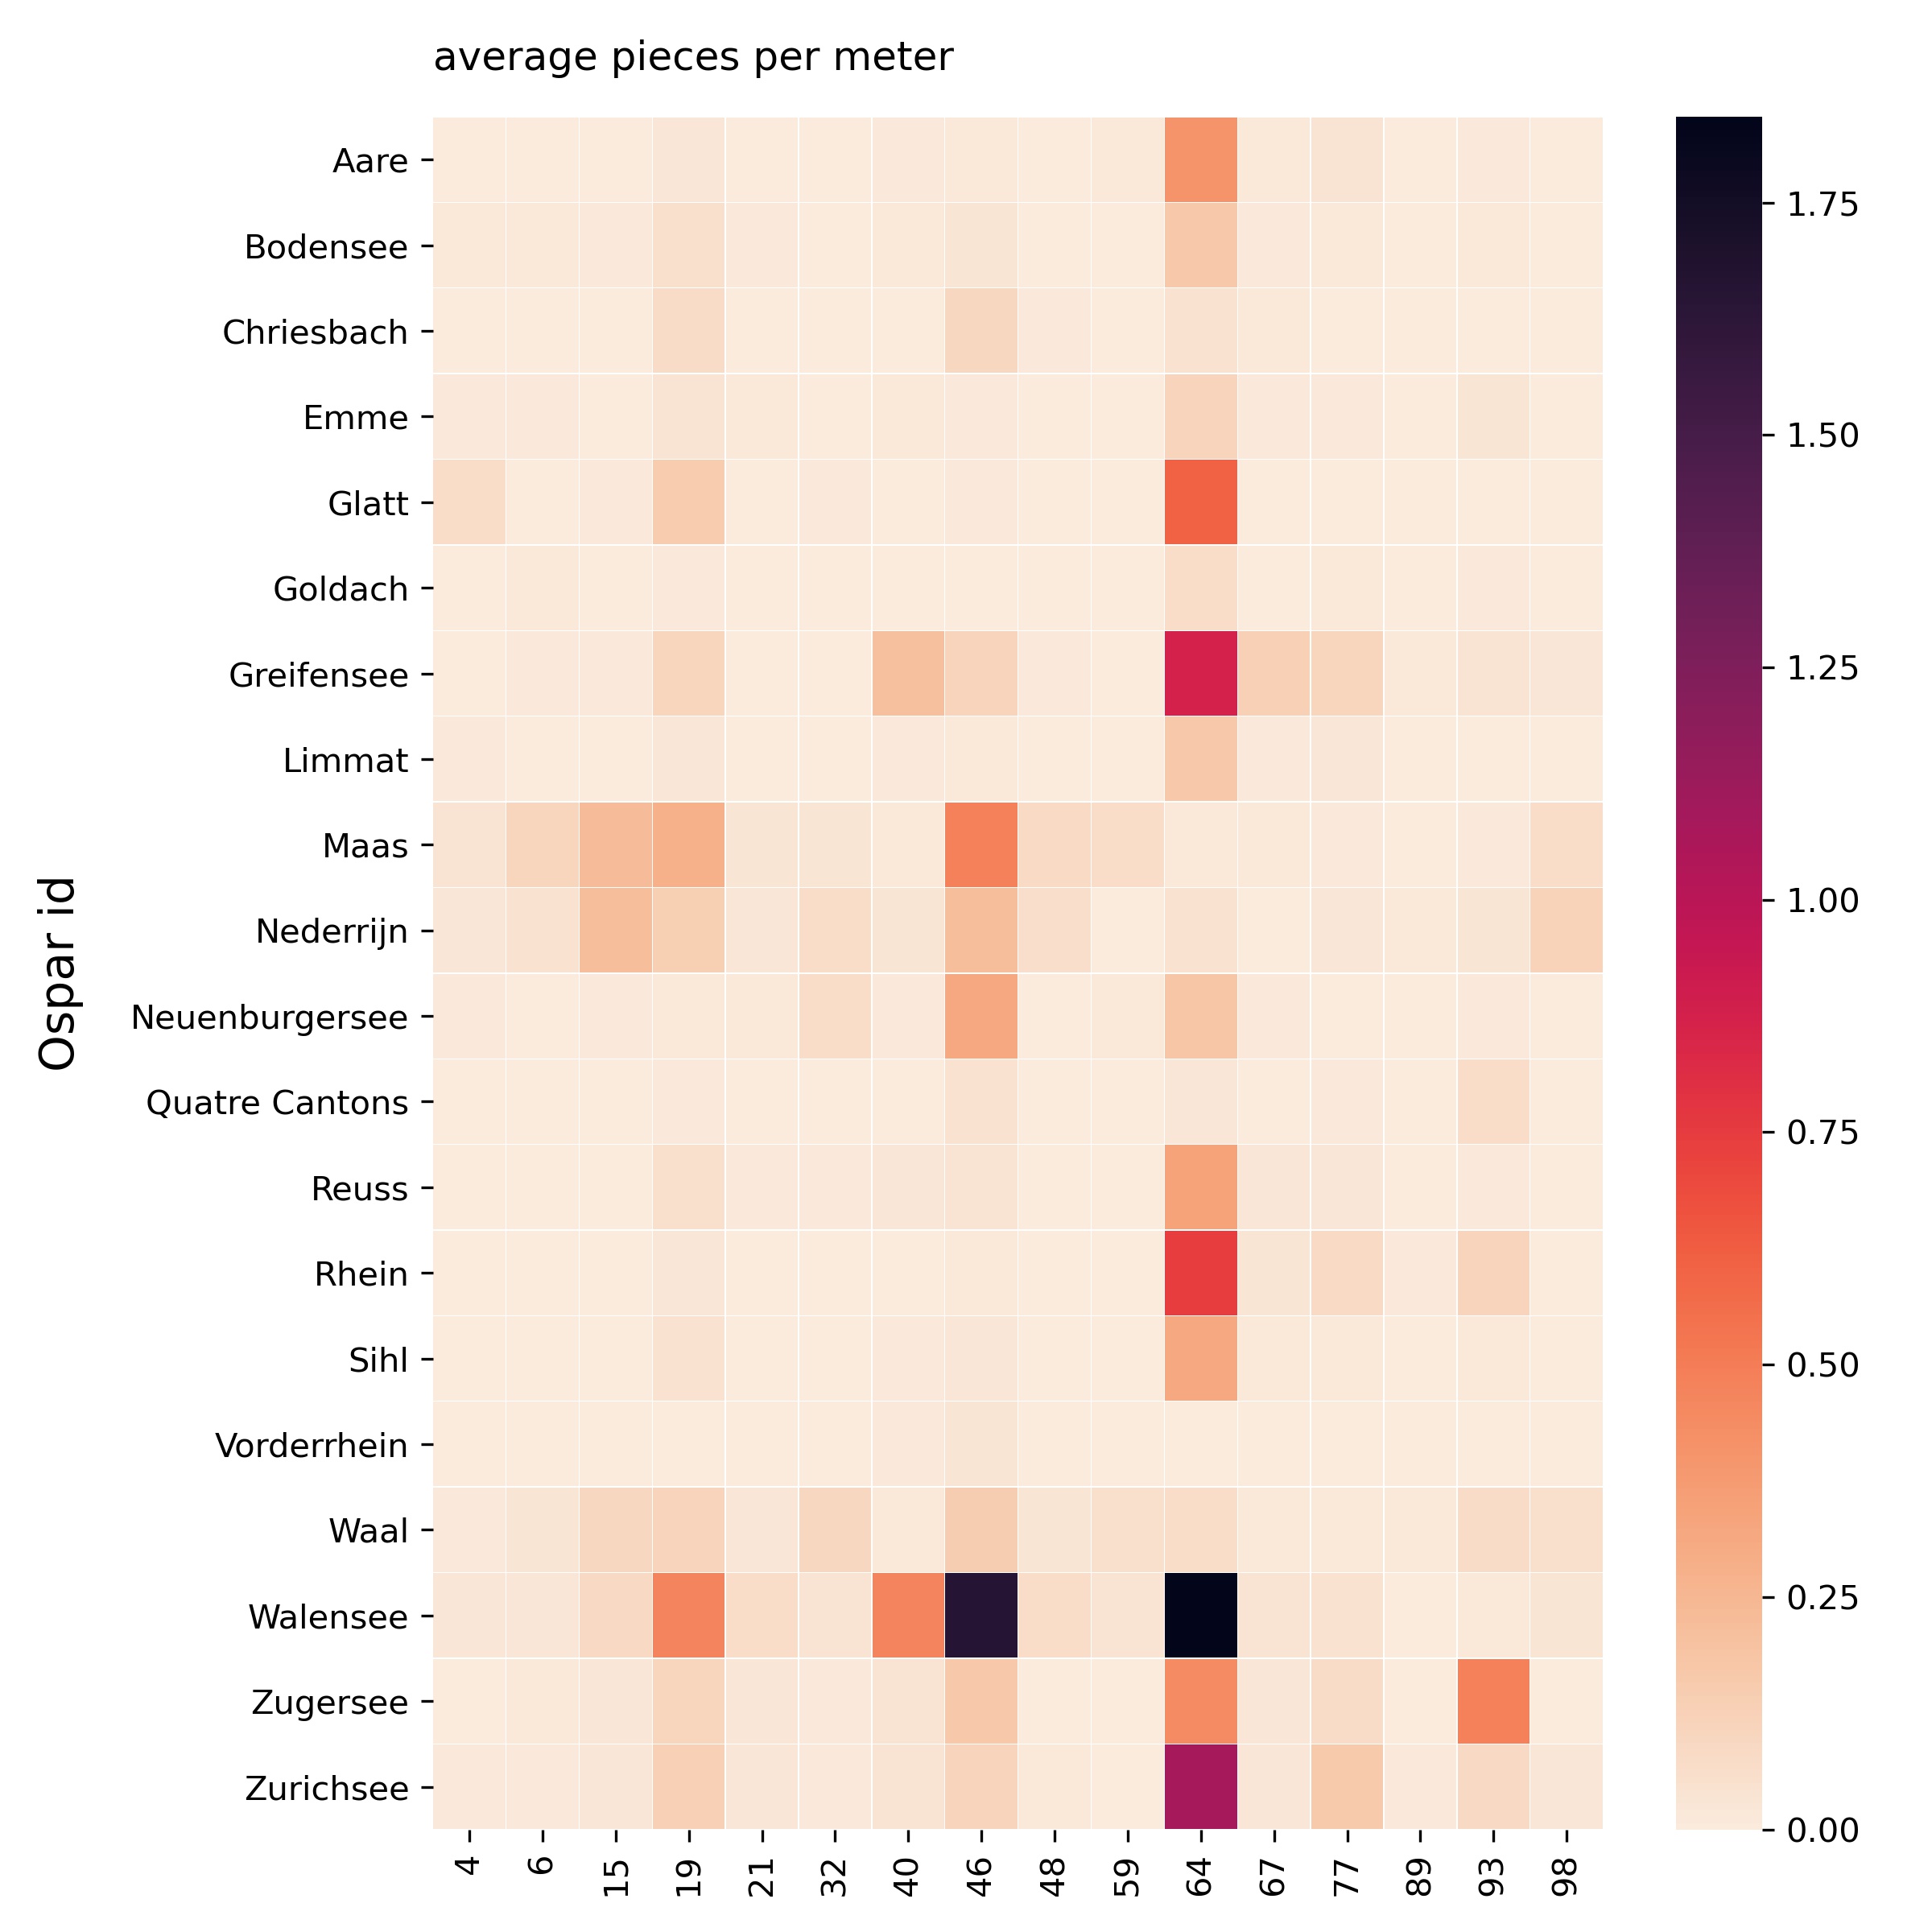 average pieces per meter
Ospar id
Aare
Bodensee
Chriesbach
Emme
Glatt
Goldach
Greifensee
Limmat
Maas
Nederrijn
Neuenburgersee
Quatre Cantons
Reuss
Rhein
Sihl
Vorderrhein
Waal
Walensee
Zugersee
Zurichsee
4 6 15 19 21 32 40 46 48 59 64 67 77 89 93 98
1.75
1.50
1.25
1.00
0.75
0.50
0.25
0.00